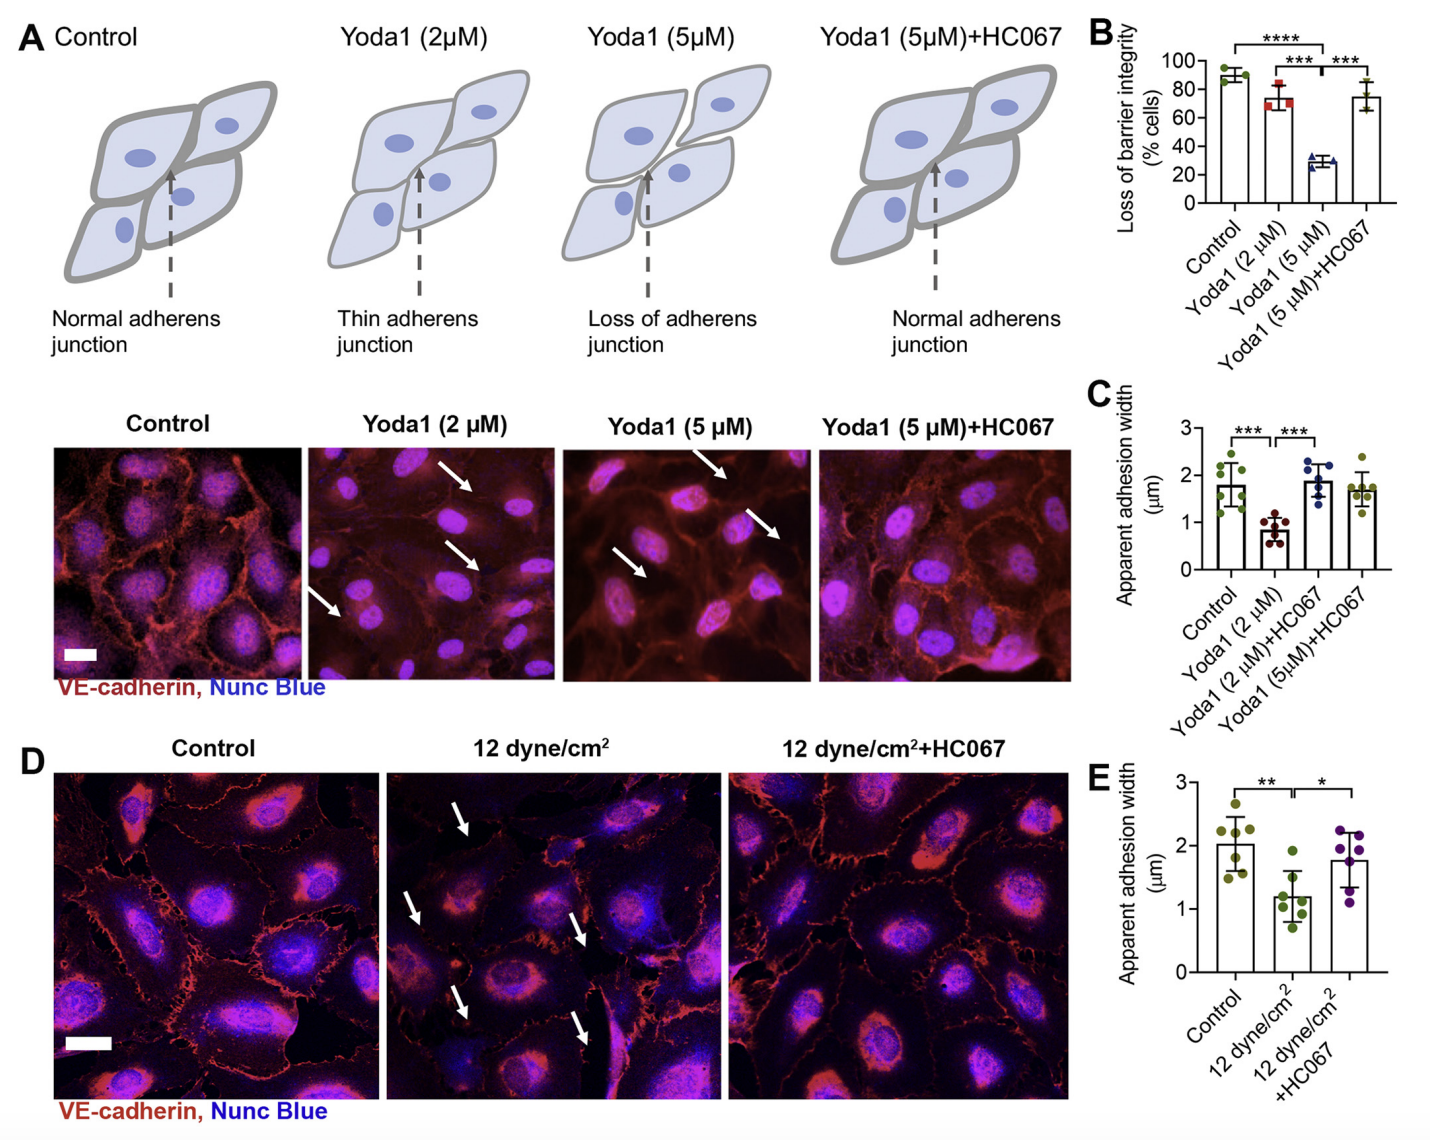 A
Control
Yoda1 (2µM)
Yoda1 (5µM)
Yoda1 (5µM)+HC067
Normal adherens
junction
Thin adherens
junction
Loss of adherens
junction
Normal adherens
junction
Control
Yoda1 (2 µM)
Yoda1 (5 µM)
Yoda1 (5 µM)+HC067
VE-cadherin, Nunc Blue
B
Loss of barrier integrity
(% cells)
100
80
60
40
20
0
****
*** ***
Control
Yoda1 (2 µM)
Yoda1 (5 µM)
Yoda1 (5 µM)+HC067
C
Apparent adhesion width
(µm)
3
2
1
0
*** ***
Control
Yoda1 (2 µM)
Yoda1 (2 µM)+HC067
Yoda1 (5µM)+HC067
D
Control
12 dyne/cm²
12 dyne/cm²+HC067
VE-cadherin, Nunc Blue
E
Apparent adhesion width
(µm)
3
2
1
0
** *
Control
12 dyne/cm²
12 dyne/cm²
+HC067